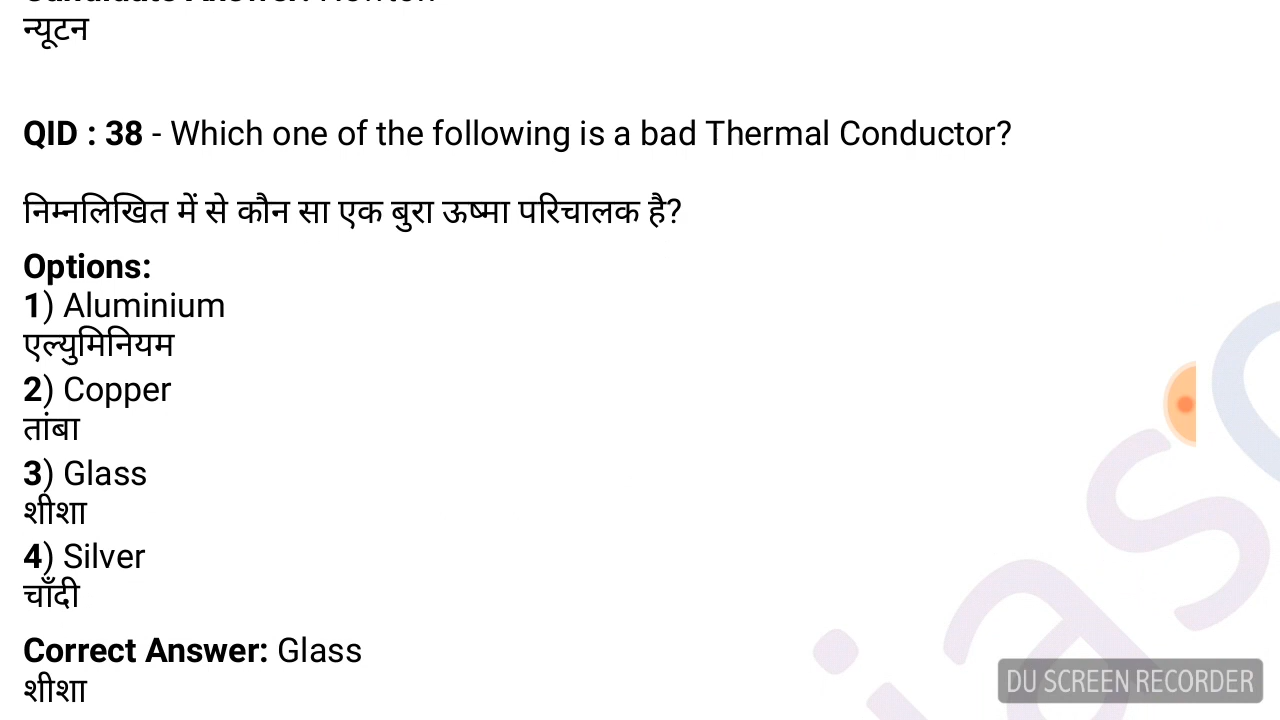 न्यूटन
QID : 38 - Which one of the following is a bad Thermal Conductor?
निम्नलिखित में से कौन सा एक बुरा ऊष्मा परिचालक है?
Options:
1) Aluminium
एल्युमिनियम
2) Copper
तांबा
3) Glass
शीशा
4) Silver
चाँदी
Correct Answer: Glass
शीशा
DU SCREEN RECORDER